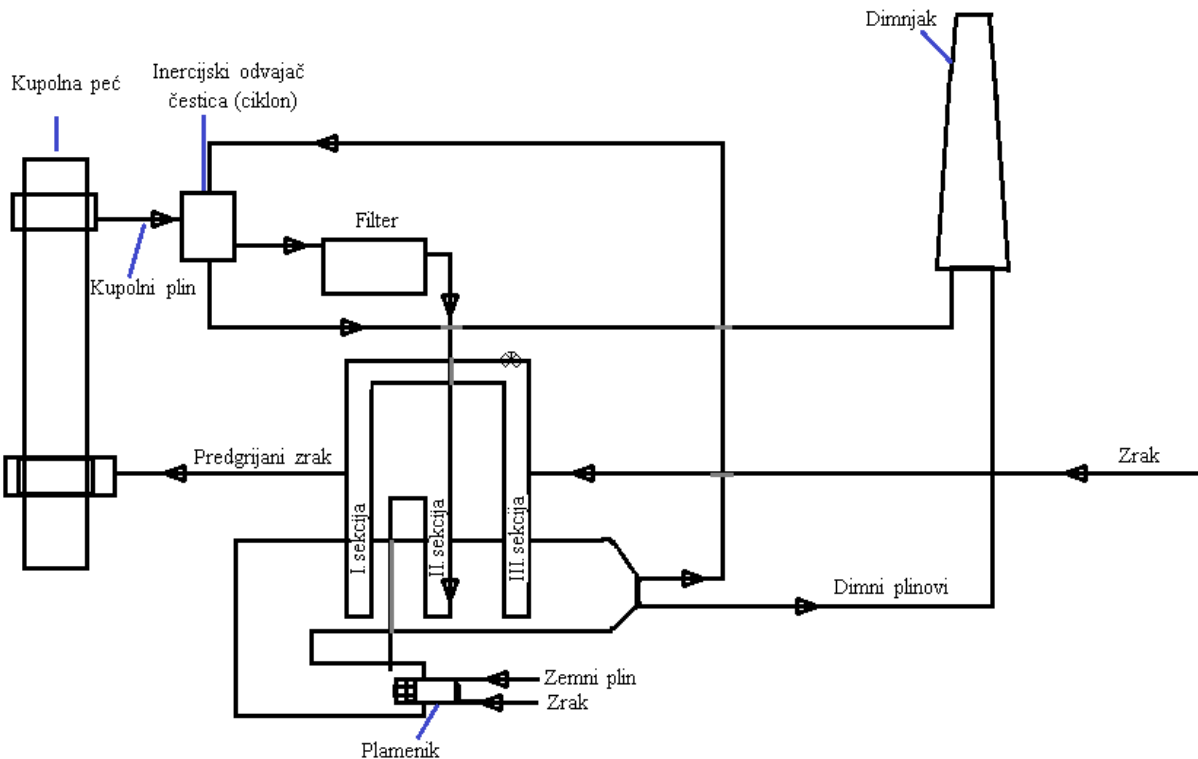 Dimnjak
Inercijski odvajač
čestica (ciklon)
Kupolna peć
Filter
Kupolni plin
Predgrijani zrak
Zrak
I. sekcija
II. sekcija
III. sekcija
Dimni plinovi
Zemni plin
Zrak
Plamenik